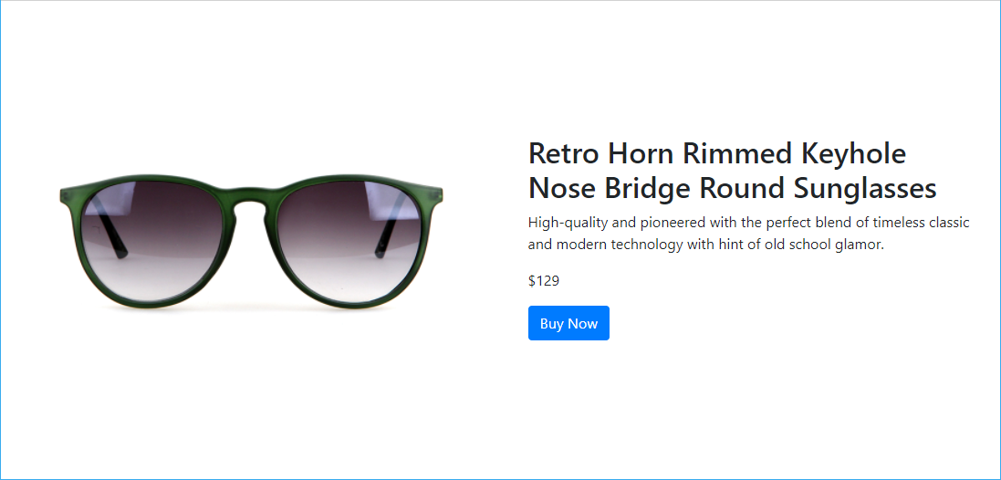 Retro Horn Rimmed Keyhole
Nose Bridge Round Sunglasses
High-quality and pioneered with the perfect blend of timeless classic
and modern technology with hint of old school glamor.
$129
Buy Now